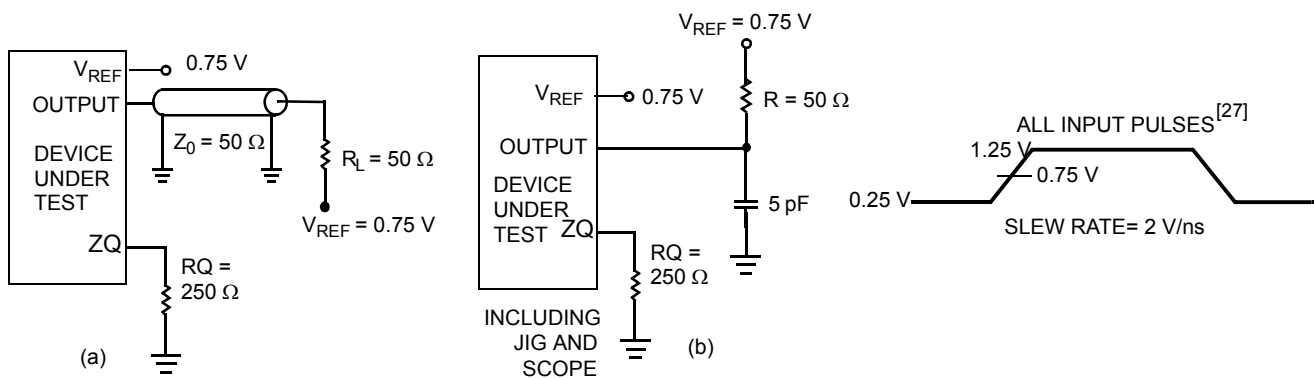 V_REF 0.75 V
OUTPUT
Z_0 = 50 Ω
DEVICE
UNDER
TEST
R_L = 50 Ω
V_REF = 0.75 V
ZQ
RQ =
250 Ω
(a)
V_REF = 0.75 V
V_REF 0.75 V
R = 50 Ω
OUTPUT
DEVICE
UNDER
TEST
5 pF
ZQ
RQ =
250 Ω
INCLUDING
JIG AND
SCOPE
(b)
ALL INPUT PULSES[27]
1.25 V
0.75 V
0.25 V
SLEW RATE= 2 V/ns